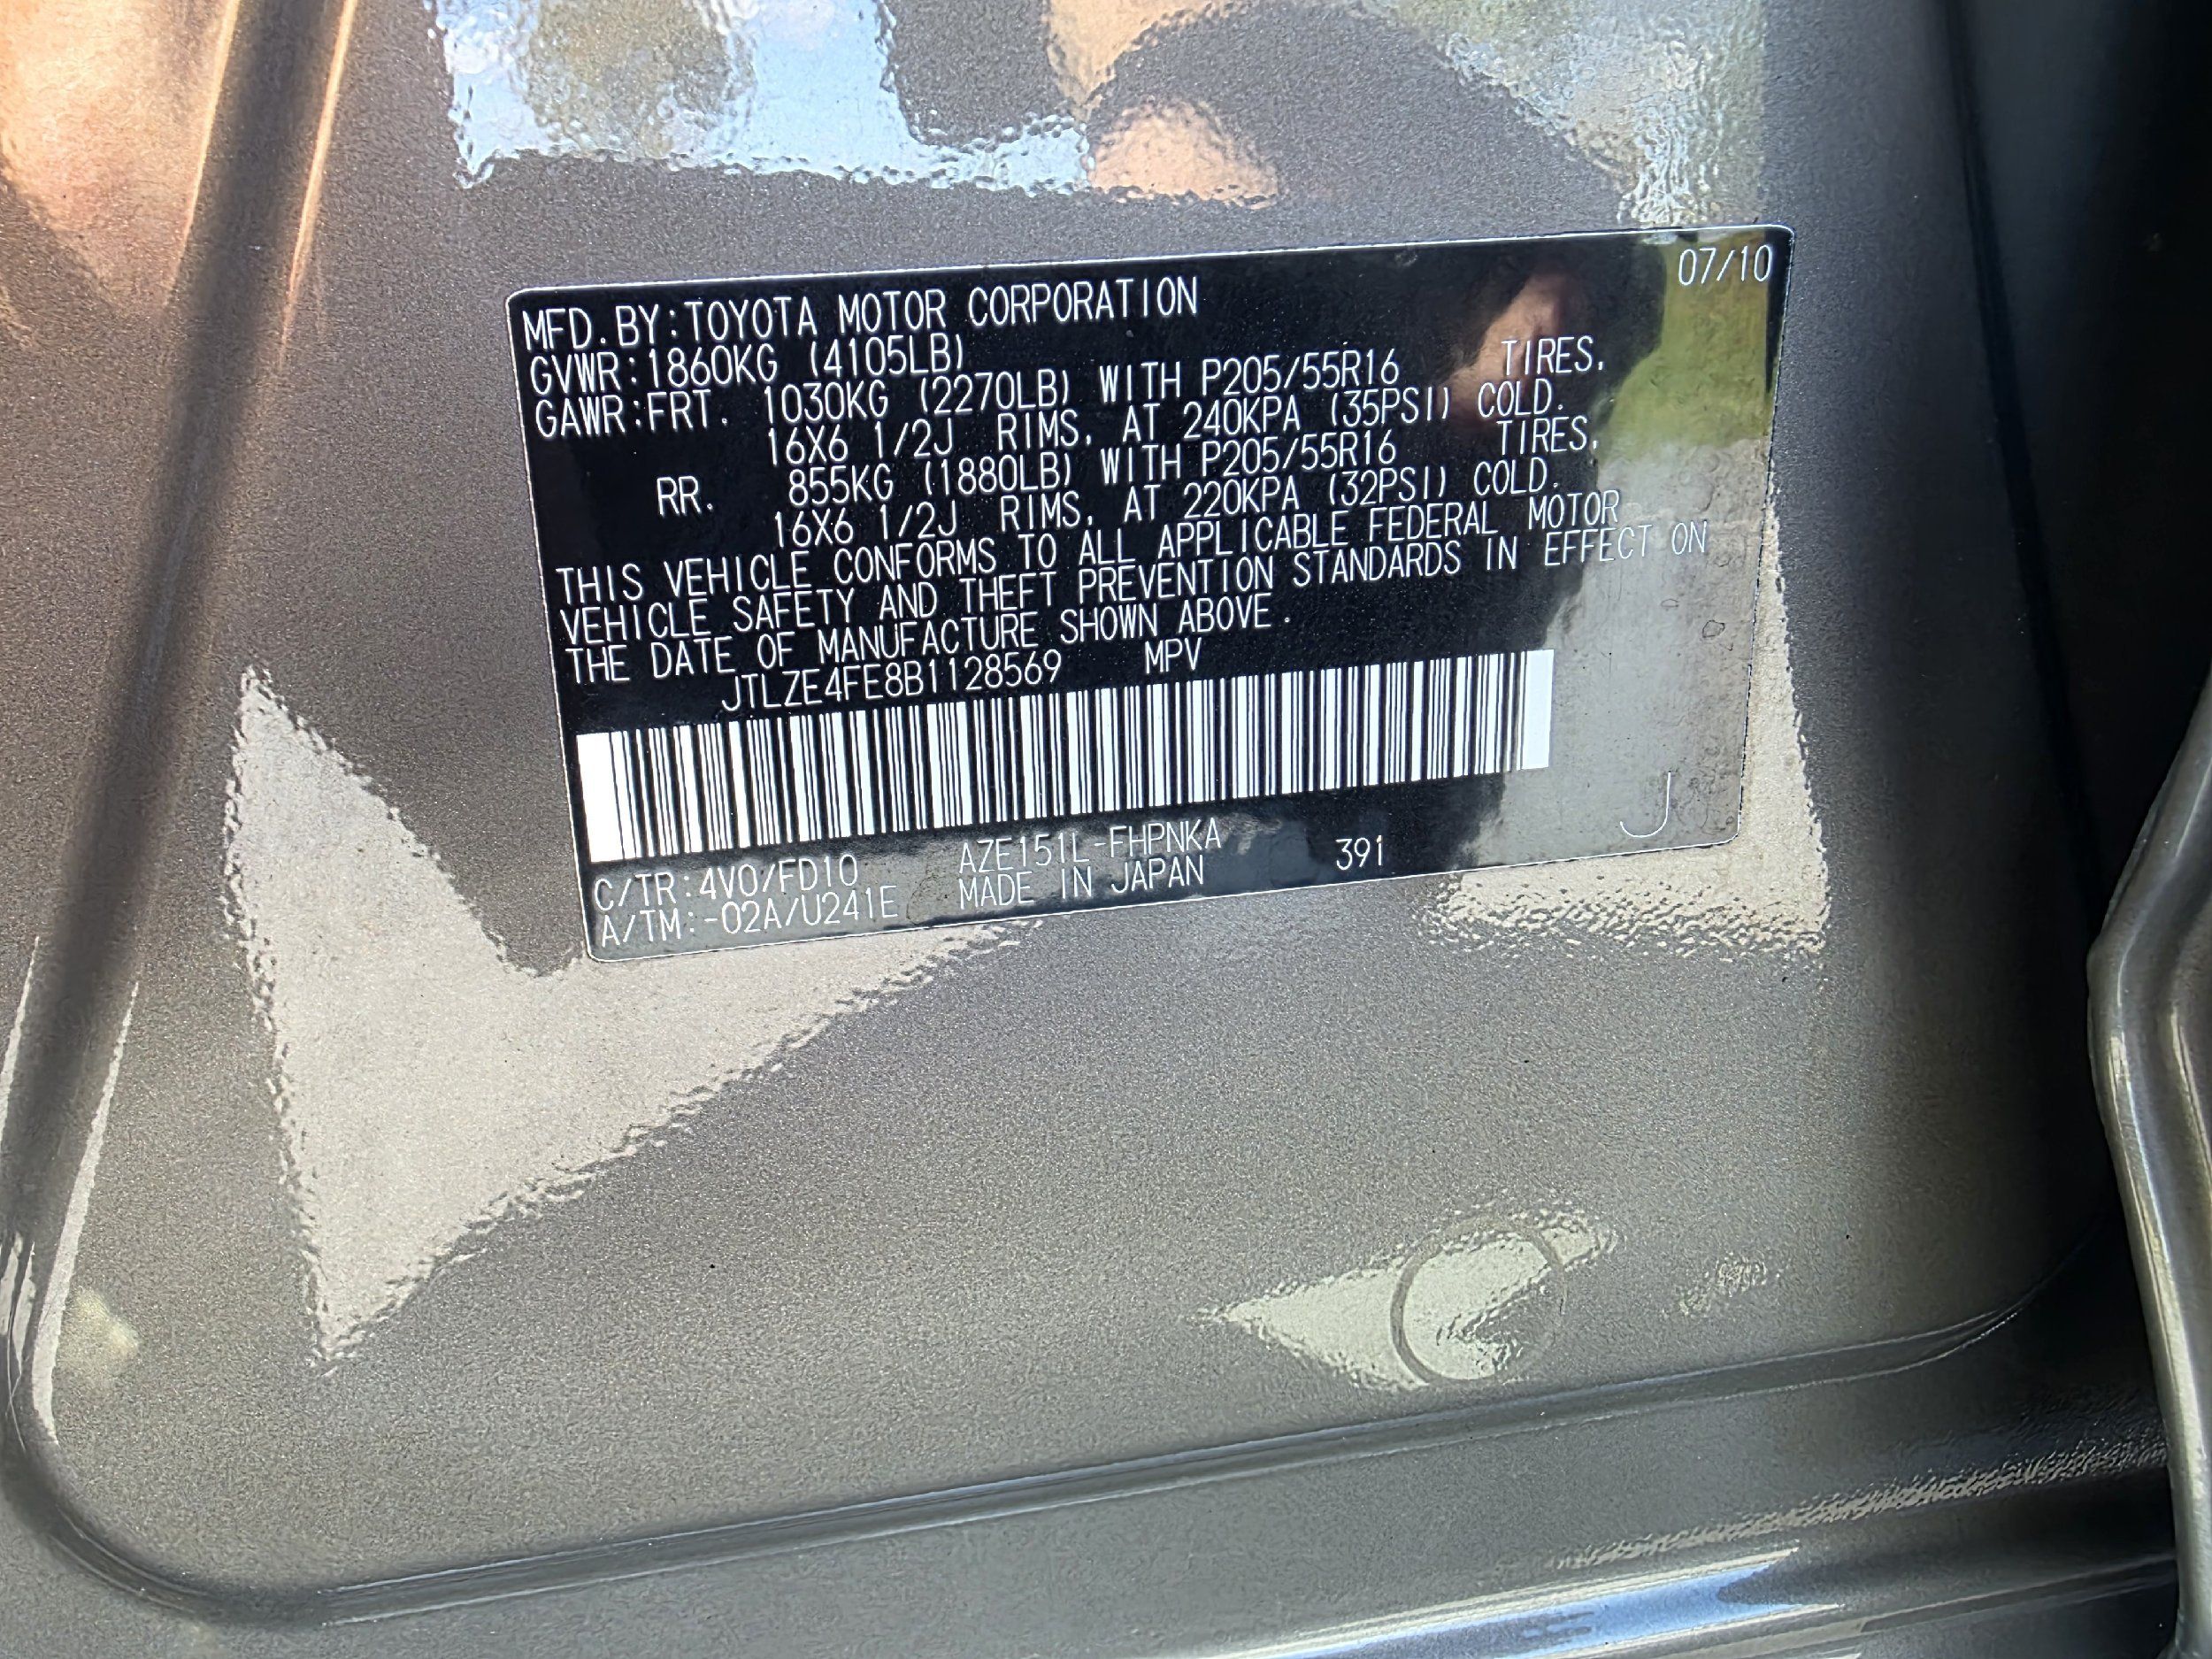 07/10
MFD. BY:TOYOTA MOTOR CORPORATION
GVWR:1860KG (4105LB)
GAWR:FRT. 1030KG (2270LB) WITH P205/55R16 TIRES,
16X6 1/2J RIMS, AT 240KPA (35PSI) COLD.
RR. 855KG (1880LB) WITH P205/55R16 TIRES,
16X6 1/2J RIMS, AT 220KPA (32PSI) COLD.
THIS VEHICLE CONFORMS TO ALL APPLICABLE FEDERAL MOTOR
VEHICLE SAFETY AND THEFT PREVENTION STANDARDS IN EFFECT ON
THE DATE OF MANUFACTURE SHOWN ABOVE.
JTLZE4FE8B1128569 MPV
C/TR:4V0/FD10 AZE151L-FHPNKA 391 J
A/TM:-02A/U241E MADE IN JAPAN